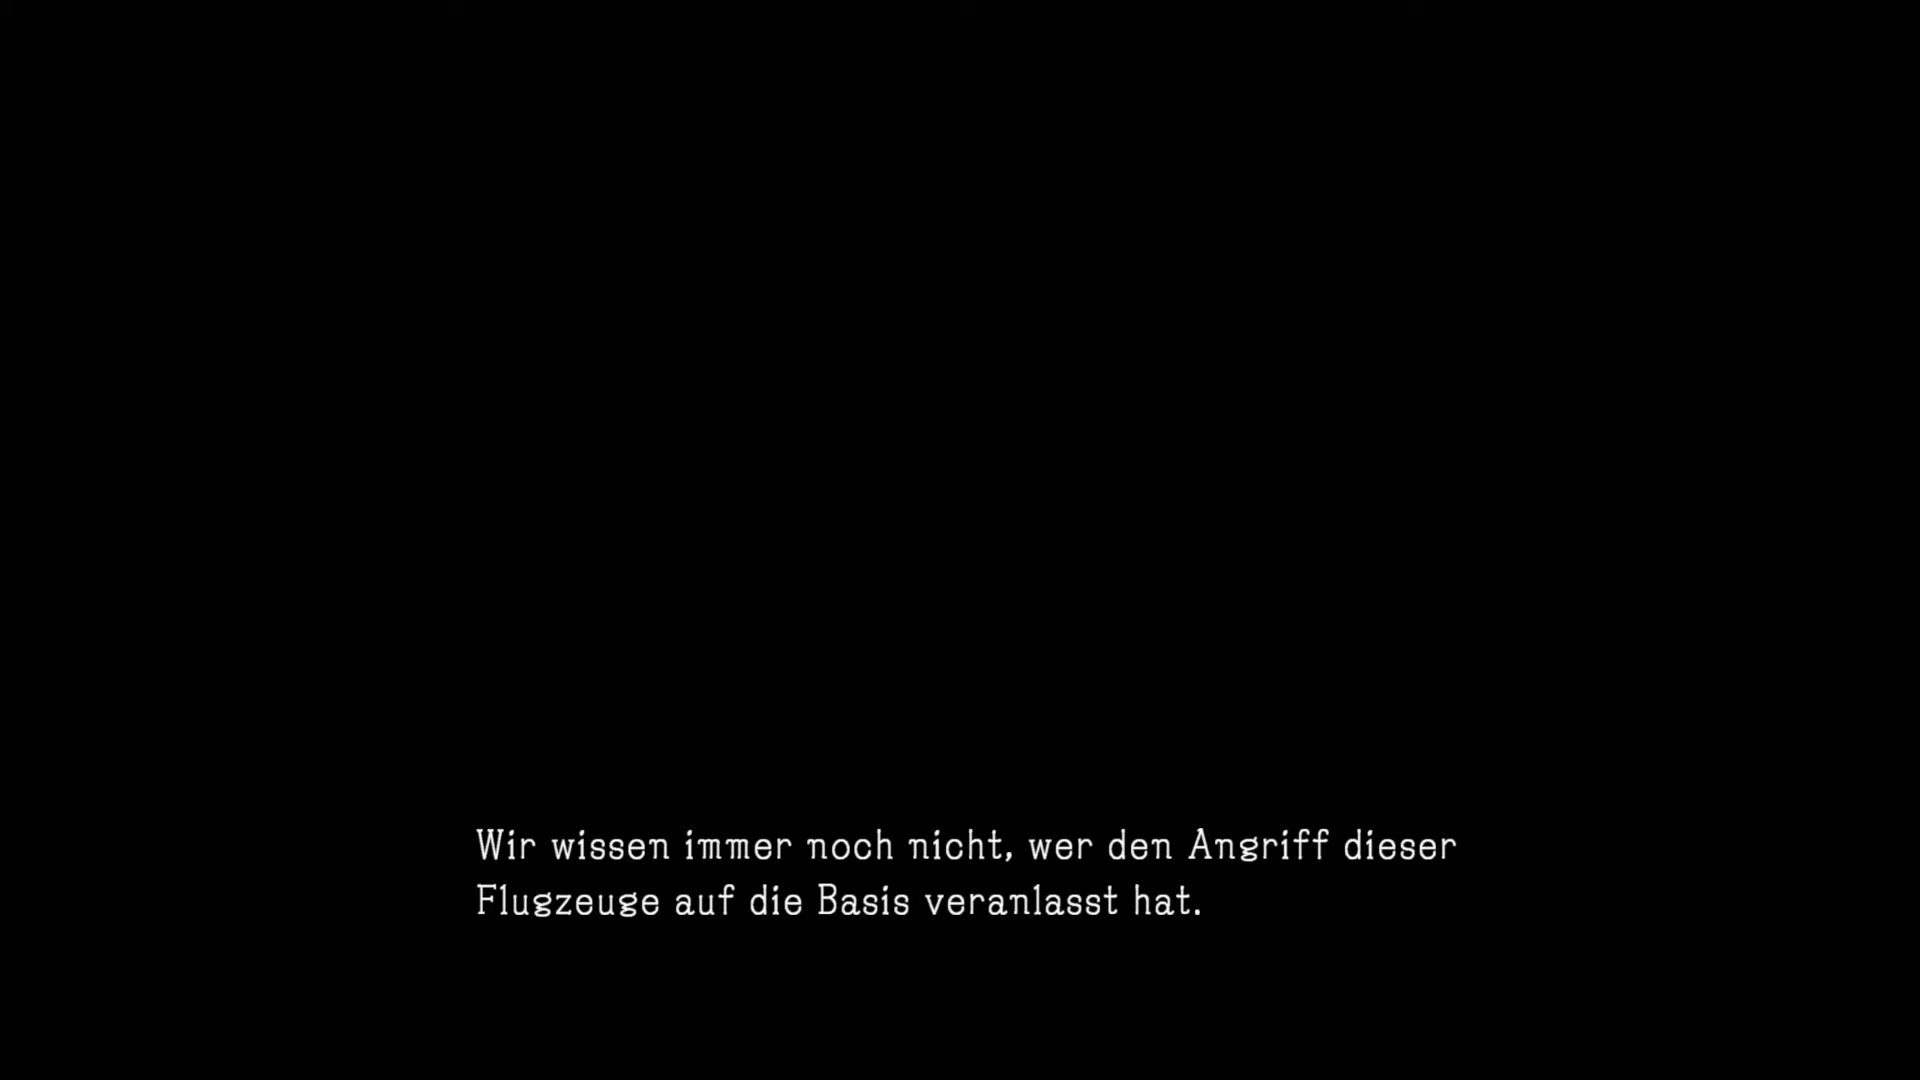 Wir wissen immer noch nicht, wer den Angriff dieser
Flugzeuge auf die Basis veranlasst hat.